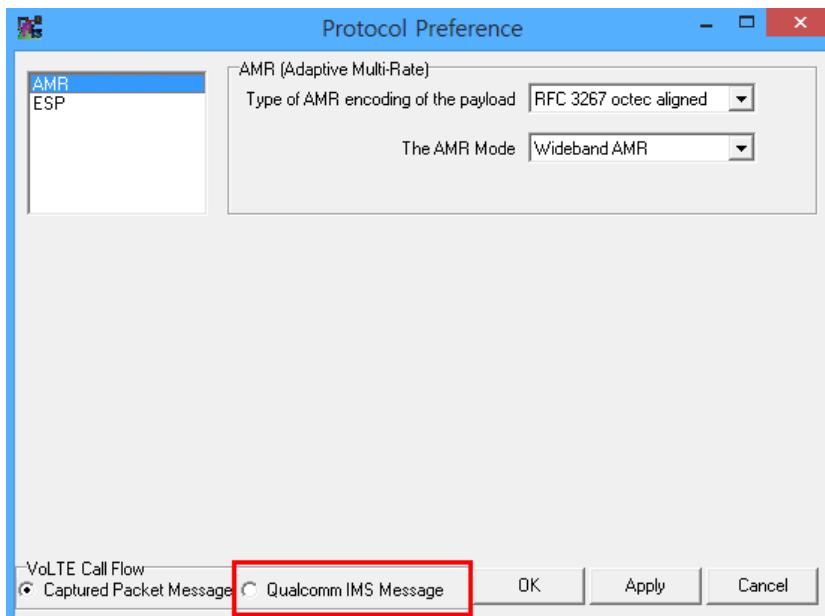 Protocol Preference
AMR
ESP
AMR (Adaptive Multi-Rate)
Type of AMR encoding of the payload RFC 3267 octec aligned
The AMR Mode Wideband AMR
VoLTE Call Flow
Captured Packet Message Qualcomm IMS Message OK Apply Cancel